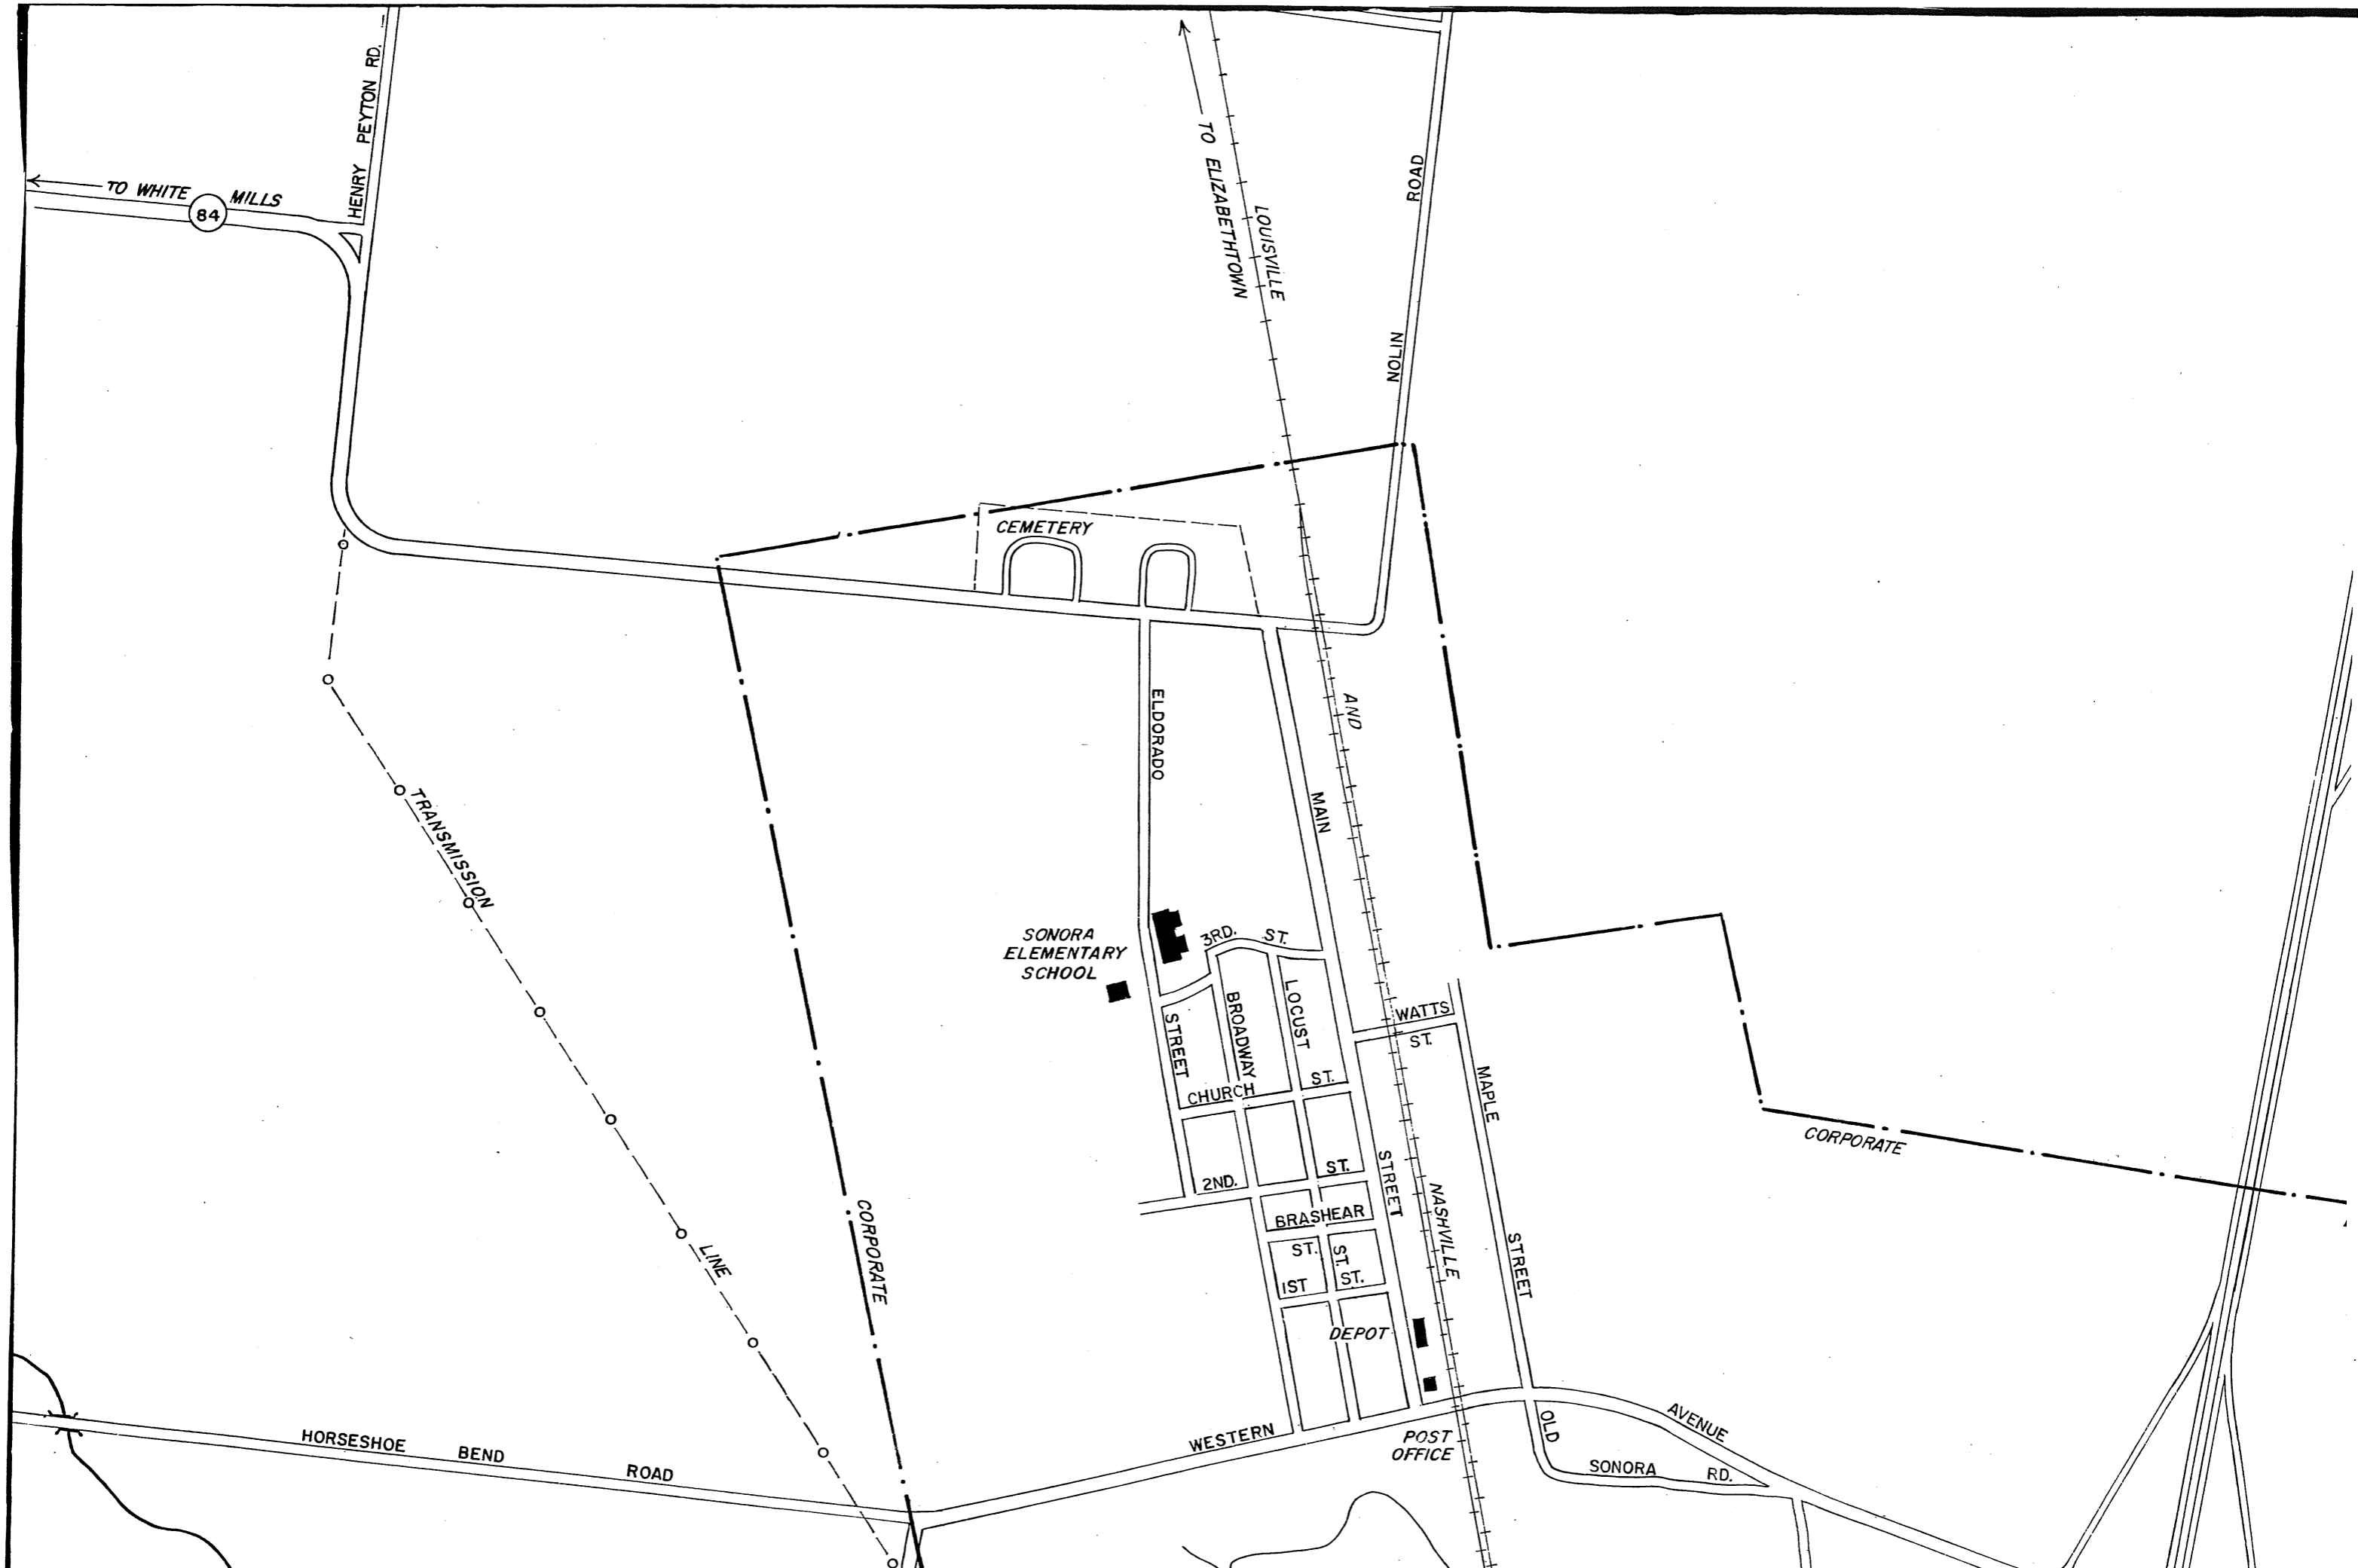 HENRY PEYTON RD.
TO WHITE MILLS
84
TO ELIZABETHTOWN
LOUISVILLE
NOLIN ROAD
CEMETERY
ELDORADO
AND
MAIN
TRANSMISSION
SONORA
ELEMENTARY
SCHOOL
3RD. ST.
STREET
BROADWAY
LOCUST
WATTS
ST.
MAPLE
CHURCH ST.
CORPORATE
2ND. ST.
STREET
NASHVILLE
CORPORATE
BRASHEAR
ST.
ST.
STREET
LINE
1ST ST.
DEPOT
HORSESHOE BEND ROAD
WESTERN
AVENUE
POST
OFFICE
OLD
SONORA RD.